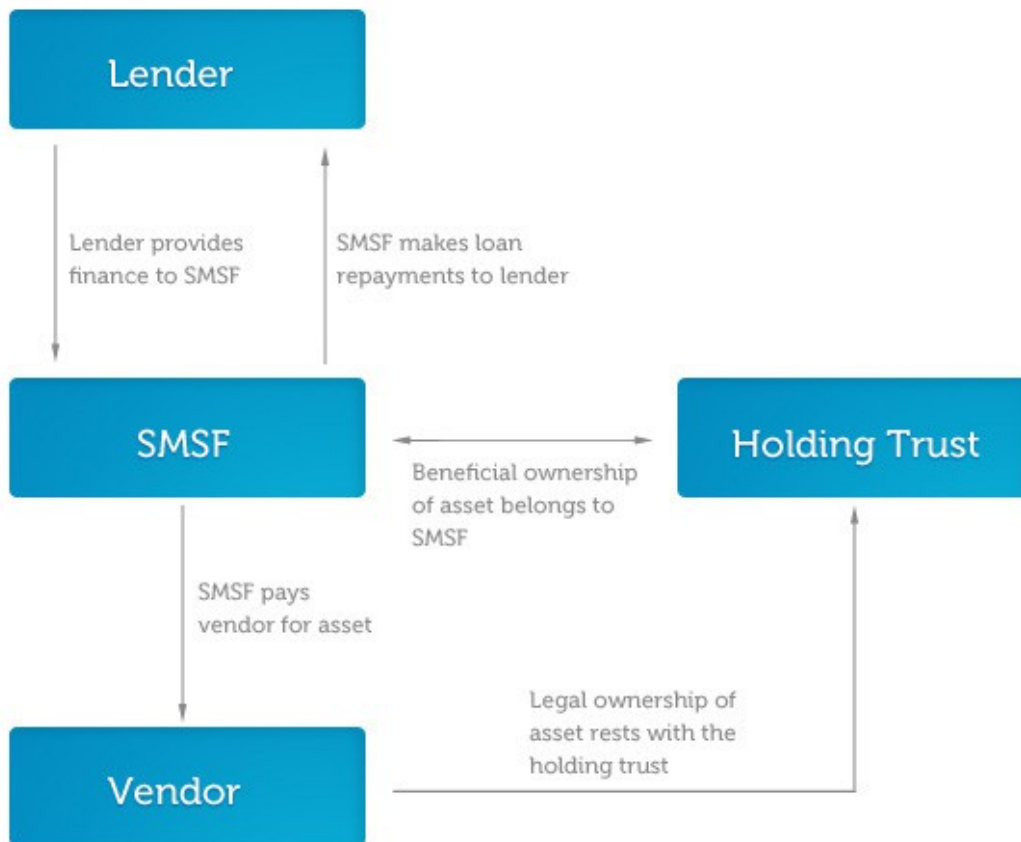 Lender
Lender provides
finance to SMSF
SMSF makes loan
repayments to lender
SMSF
Holding Trust
Beneficial ownership
of asset belongs to
SMSF
SMSF pays
vendor for asset
Legal ownership of
asset rests with the
holding trust
Vendor